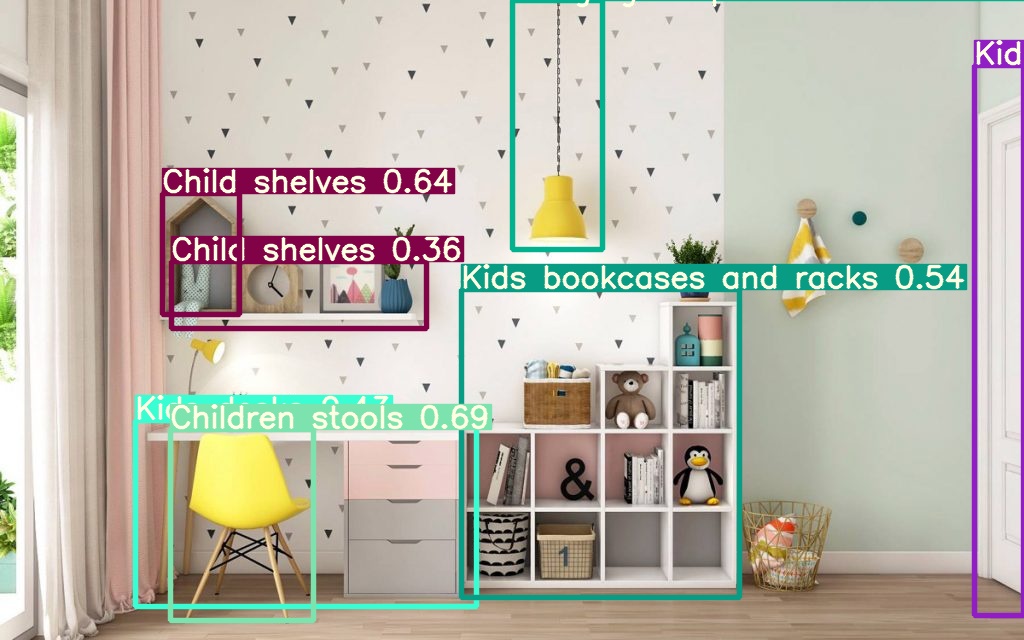 Kid
Child shelves 0.64
Child shelves 0.36
Kids bookcases and racks 0.54
Children stools 0.69
&
1